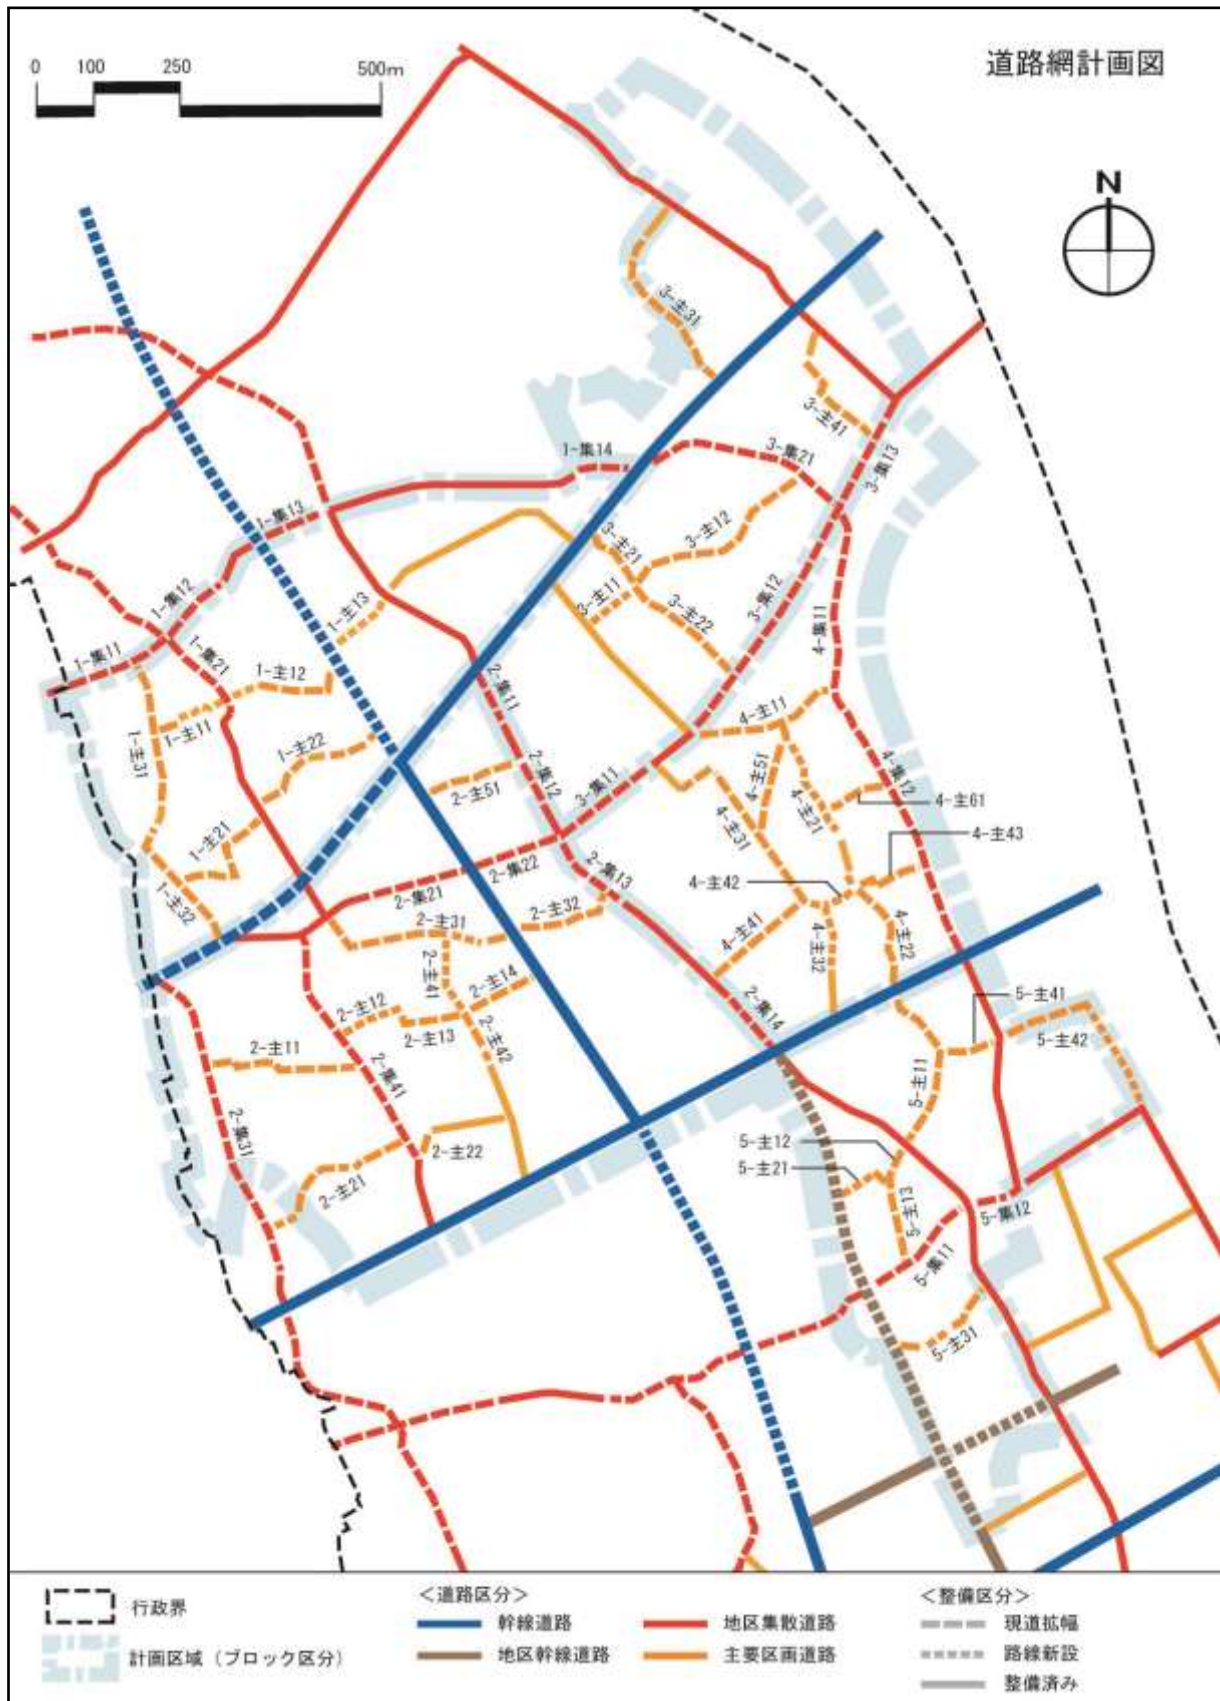 道路網計画図
0 100 250 500m
N
3-主31
3-主41
3-集13
1-集14
3-集21
1-集13
3-主21
3-主12
1-集12
3-主11
3-集12
1-主13
3-主22
4-集11
1-集11
1-集21
1-主12
2-集11
1-主11
4-主11
1-主31
1-主22
2-集12
4-主51
2-主51
3-集11
4-集12
4-主61
4-主21
4-主31
1-主21
4-主43
2-集22
2-集13
4-主42
2-集21
1-主32
2-主32
2-主31
4-主41
4-主22
4-主32
2-主41
2-主14
2-主12
2-集14
5-主41
2-主13
2-主42
5-主42
2-主11
2-集41
5-主11
2-集31
5-主12
2-主22
5-主21
2-主21
5-主13
5-集12
5-集11
5-主31
行政界
計画区域(ブロック区分)
<道路区分>
幹線道路
地区集散道路
地区幹線道路
主要区画道路
<整備区分>
現道拡幅
路線新設
整備済み